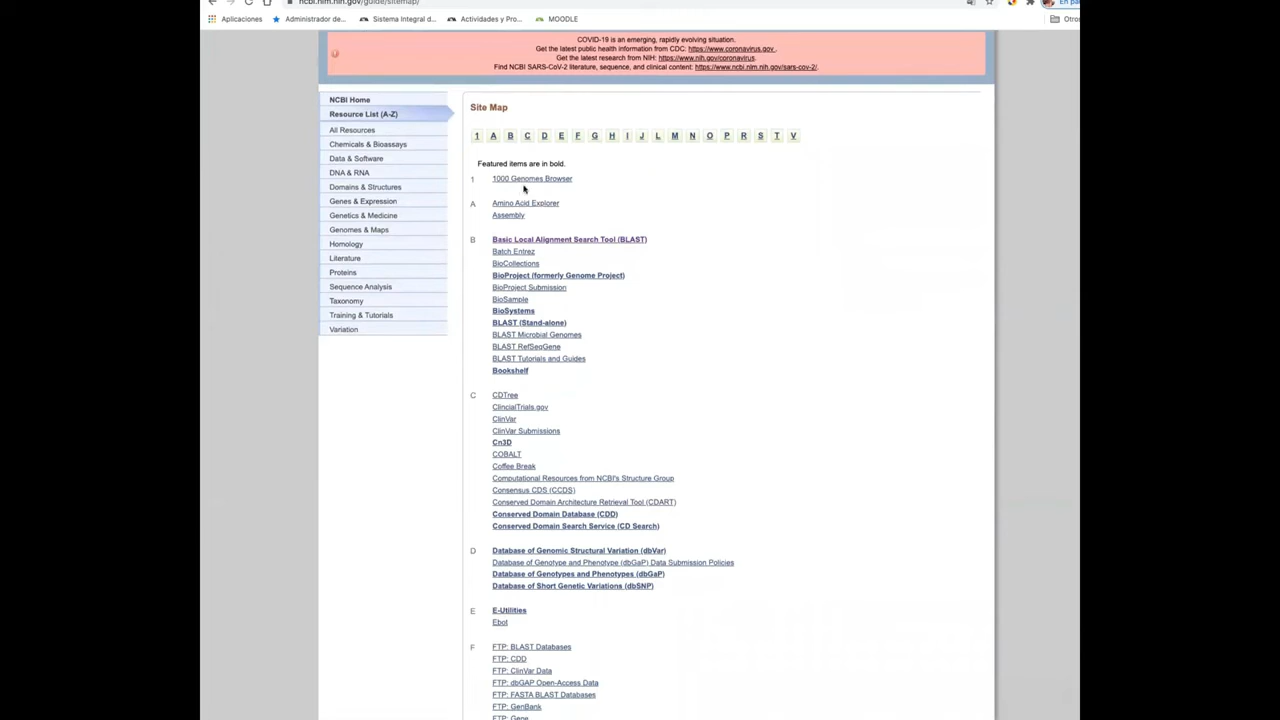 ncbi.nlm.nih.gov/guide/sitemap/
Aplicaciones
Administrador de...
Sistema Integral d...
Actividades y Pro...
MOODLE
Otros
COVID-19 is an emerging, rapidly evolving situation.
Get the latest public health information from CDC: https://www.coronavirus.gov .
Get the latest research from NIH: https://www.nih.gov/coronavirus.
Find NCBI SARS-CoV-2 literature, sequence, and clinical content: https://www.ncbi.nlm.nih.gov/sars-cov-2/.
NCBI Home
Resource List (A-Z)
All Resources
Chemicals & Bioassays
Data & Software
DNA & RNA
Domains & Structures
Genes & Expression
Genetics & Medicine
Genomes & Maps
Homology
Literature
Proteins
Sequence Analysis
Taxonomy
Training & Tutorials
Variation
Site Map
1 A B C D E F G H I J L M N O P R S T V
Featured items are in bold.
1 1000 Genomes Browser
A Amino Acid Explorer
Assembly
B Basic Local Alignment Search Tool (BLAST)
Batch Entrez
BioCollections
BioProject (formerly Genome Project)
BioProject Submission
BioSample
BioSystems
BLAST (Stand-alone)
BLAST Microbial Genomes
BLAST RefSeqGene
BLAST Tutorials and Guides
Bookshelf
C CDTree
ClincialTrials.gov
ClinVar
ClinVar Submissions
Cn3D
COBALT
Coffee Break
Computational Resources from NCBI's Structure Group
Consensus CDS (CCDS)
Conserved Domain Architecture Retrieval Tool (CDART)
Conserved Domain Database (CDD)
Conserved Domain Search Service (CD Search)
D Database of Genomic Structural Variation (dbVar)
Database of Genotype and Phenotype (dbGaP) Data Submission Policies
Database of Genotypes and Phenotypes (dbGaP)
Database of Short Genetic Variations (dbSNP)
E E-Utilities
Ebot
F FTP: BLAST Databases
FTP: CDD
FTP: ClinVar Data
FTP: dbGAP Open-Access Data
FTP: FASTA BLAST Databases
FTP: GenBank
FTP: Gene